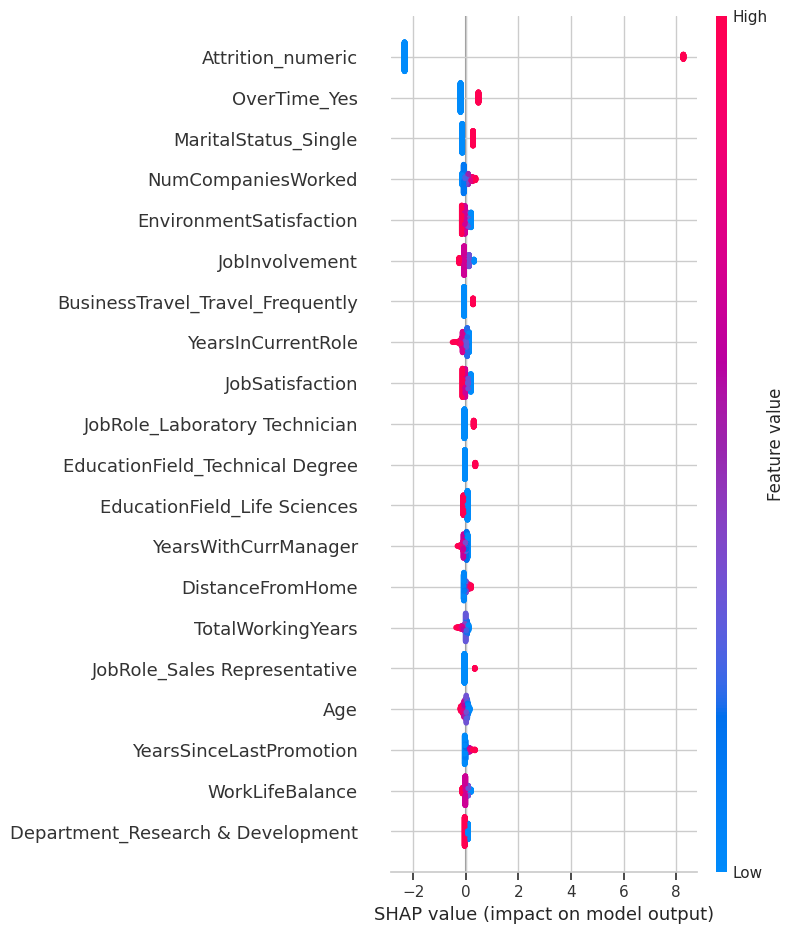 High
Attrition_numeric
OverTime_Yes
MaritalStatus_Single
NumCompaniesWorked
EnvironmentSatisfaction
JobInvolvement
BusinessTravel_Travel_Frequently
YearsInCurrentRole
JobSatisfaction
JobRole_Laboratory Technician
EducationField_Technical Degree
EducationField_Life Sciences
YearsWithCurrManager
DistanceFromHome
TotalWorkingYears
JobRole_Sales Representative
Age
YearsSinceLastPromotion
WorkLifeBalance
Department_Research & Development
Feature value
Low
−2 0 2 4 6 8
SHAP value (impact on model output)